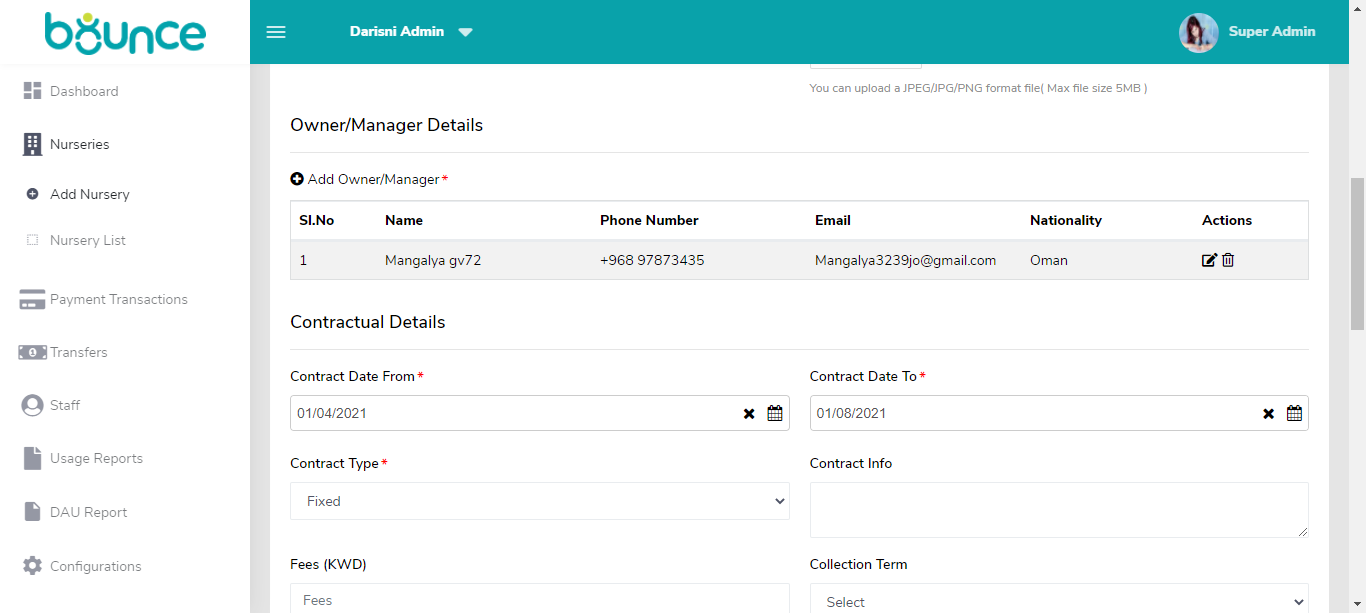 bounce
Darisni Admin
Super Admin
Dashboard
Nurseries
Add Nursery
Nursery List
Payment Transactions
Transfers
Staff
Usage Reports
DAU Report
Configurations
You can upload a JPEG/JPG/PNG format file( Max file size 5MB )
Owner/Manager Details
Add Owner/Manager *
Sl.No Name Phone Number Email Nationality Actions
1 Mangalya gv72 +968 97873435 Mangalya3239jo@gmail.com Oman
Contractual Details
Contract Date From * Contract Date To *
01/04/2021 01/08/2021
Contract Type * Contract Info
Fixed
Fees (KWD) Collection Term
Fees Select